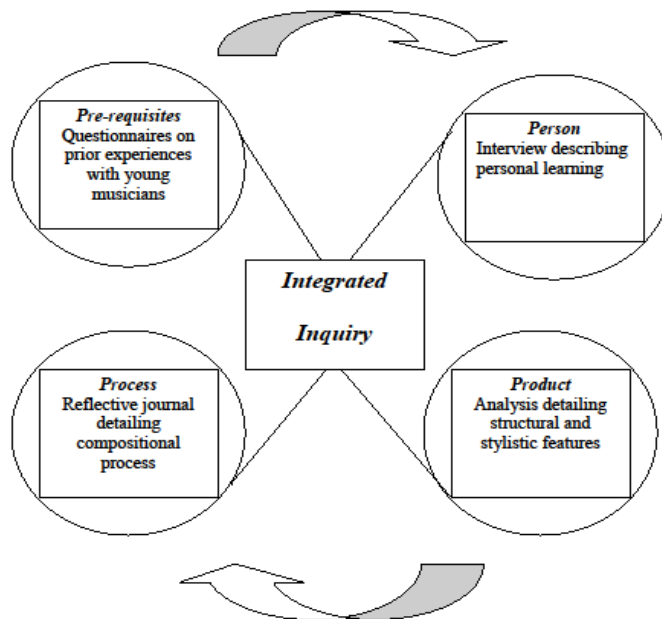 Pre-requisites
Questionnaires on
prior experiences
with young
musicians
Person
Interview describing
personal learning
Integrated
Inquiry
Process
Reflective journal
detailing
compositional
process
Product
Analysis detailing
structural and
stylistic features